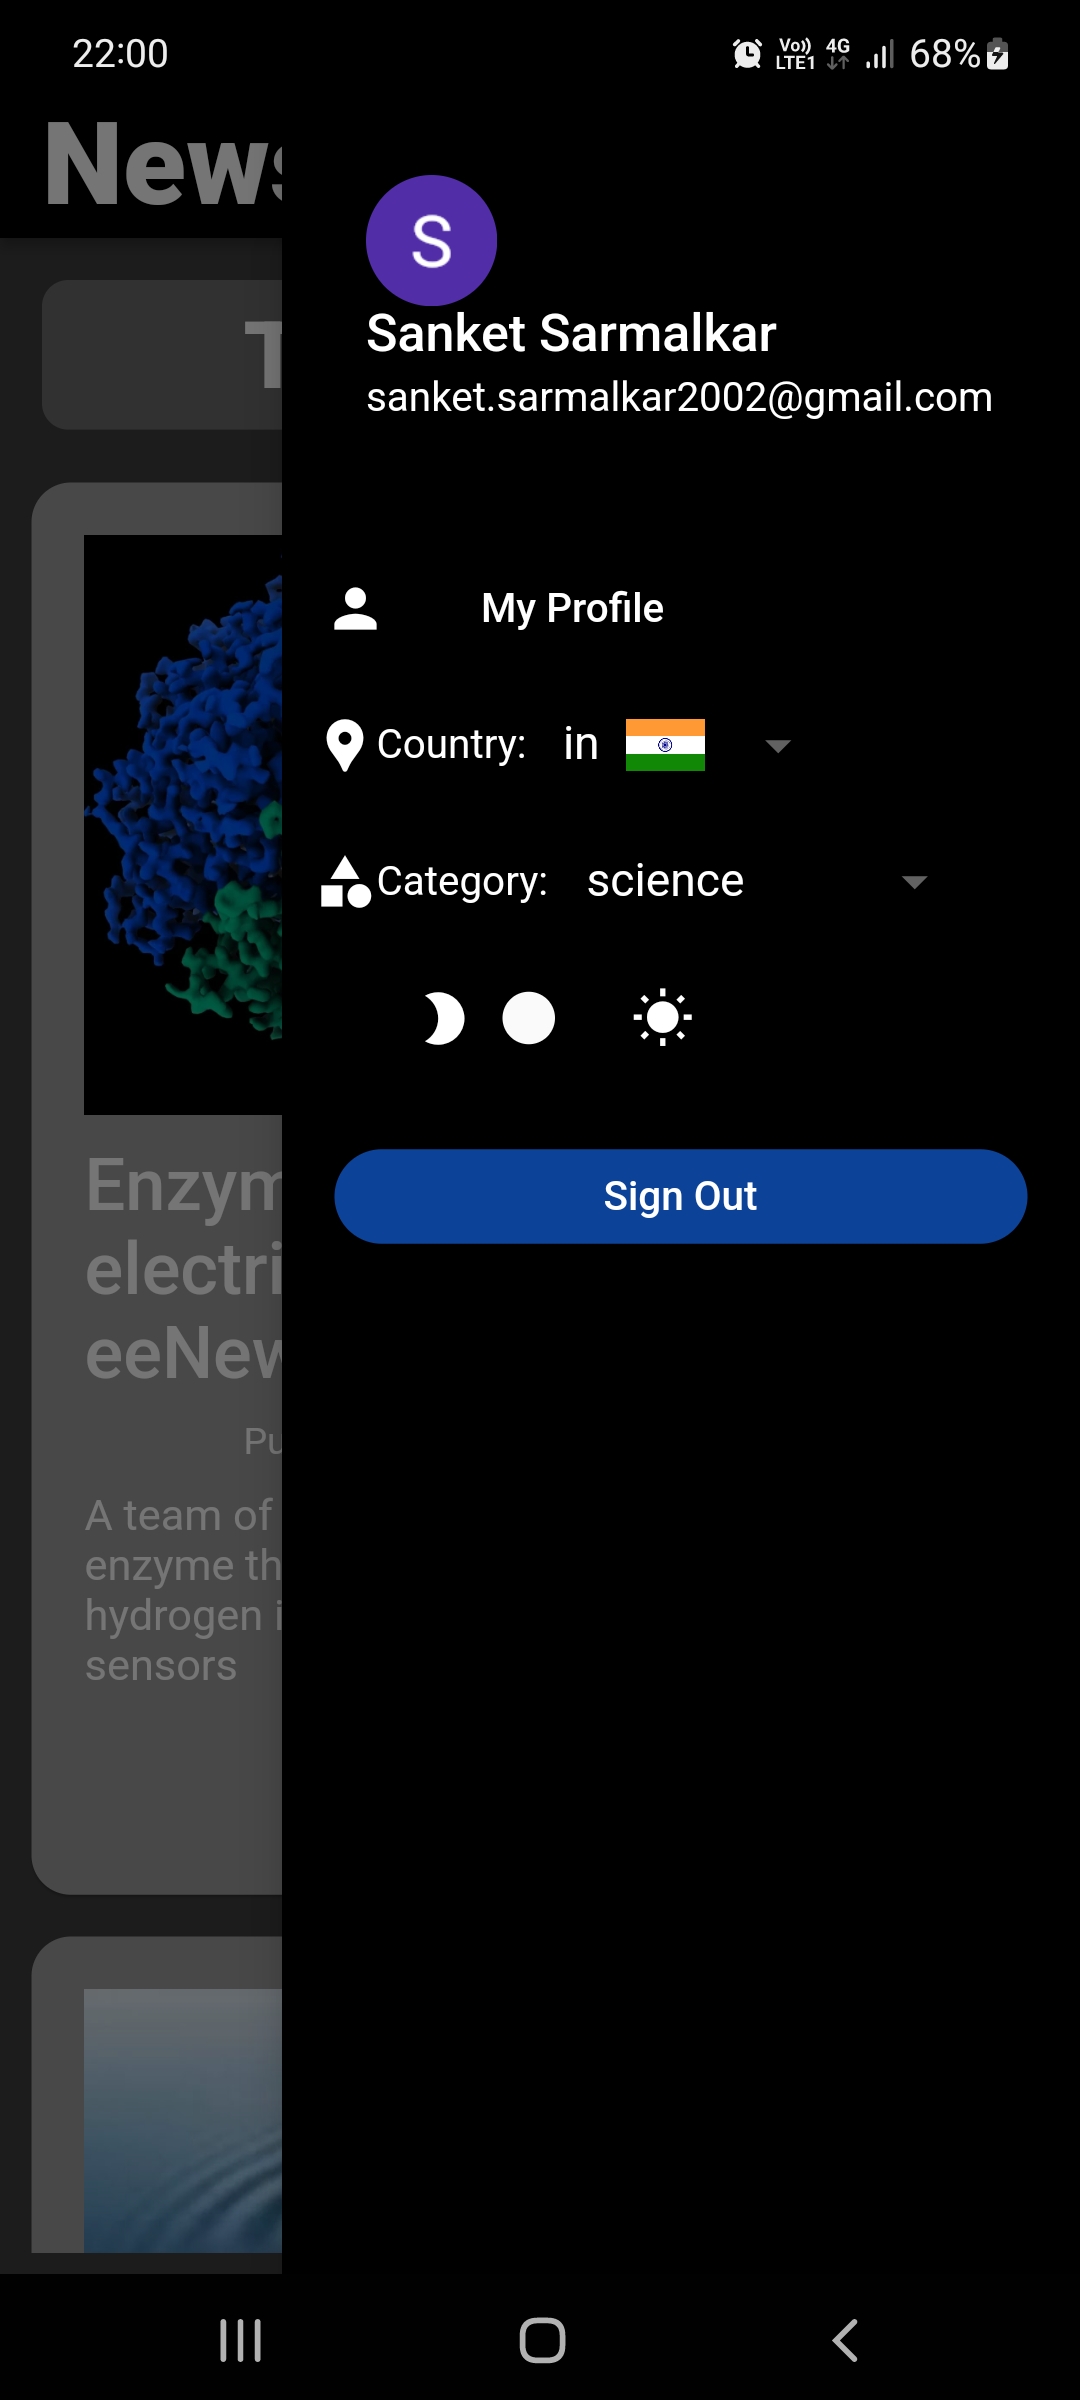 22:00
Vo)) LTE1 4G 68%
News
S
Sanket Sarmalkar
sanket.sarmalkar2002@gmail.com
My Profile
Country: in
Category: science
Sign Out
Enzym
electri
eeNew
Pu
A team of
enzyme th
hydrogen i
sensors